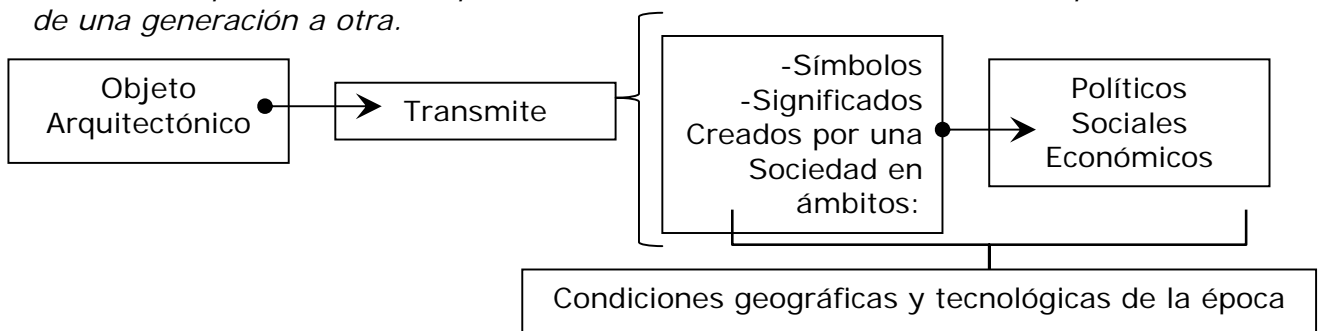 de una generación a otra.
Objeto
Arquitectónico
Transmite
-Símbolos
-Significados
Creados por una
Sociedad en
ámbitos:
Políticos
Sociales
Económicos
Condiciones geográficas y tecnológicas de la época